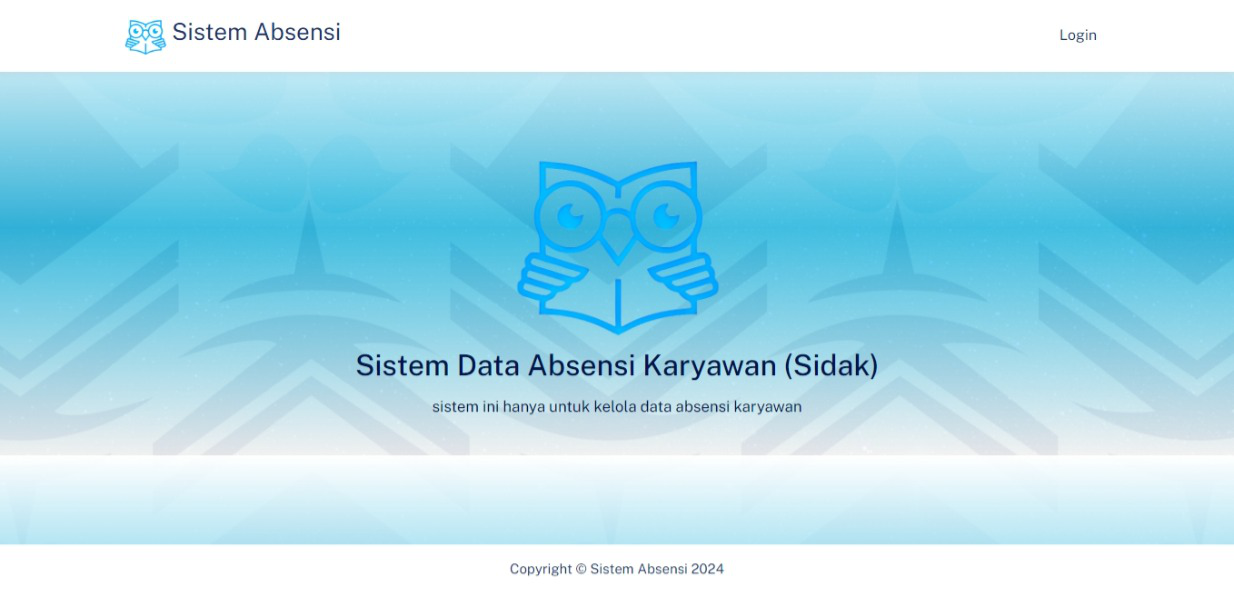 Sistem Absensi
Login
Sistem Data Absensi Karyawan (Sidak)
sistem ini hanya untuk kelola data absensi karyawan
Copyright © Sistem Absensi 2024